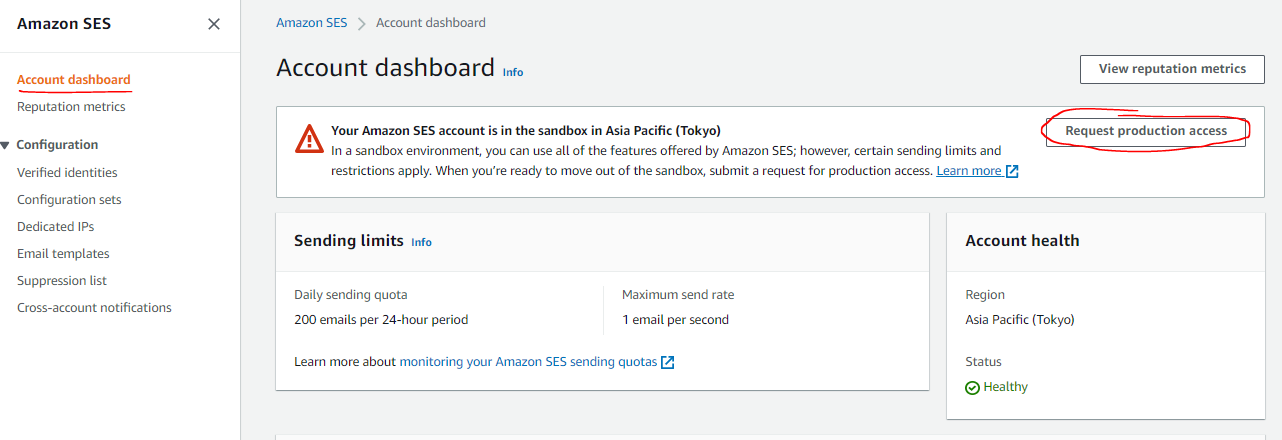 Amazon SES
Account dashboard
Reputation metrics
Configuration
Verified identities
Configuration sets
Dedicated IPs
Email templates
Suppression list
Cross-account notifications
Amazon SES > Account dashboard
Account dashboard Info
View reputation metrics
Your Amazon SES account is in the sandbox in Asia Pacific (Tokyo)
In a sandbox environment, you can use all of the features offered by Amazon SES; however, certain sending limits and
restrictions apply. When you're ready to move out of the sandbox, submit a request for production access. Learn more
Request production access
Sending limits Info
Daily sending quota
200 emails per 24-hour period
Maximum send rate
1 email per second
Learn more about monitoring your Amazon SES sending quotas
Account health
Region
Asia Pacific (Tokyo)
Status
Healthy